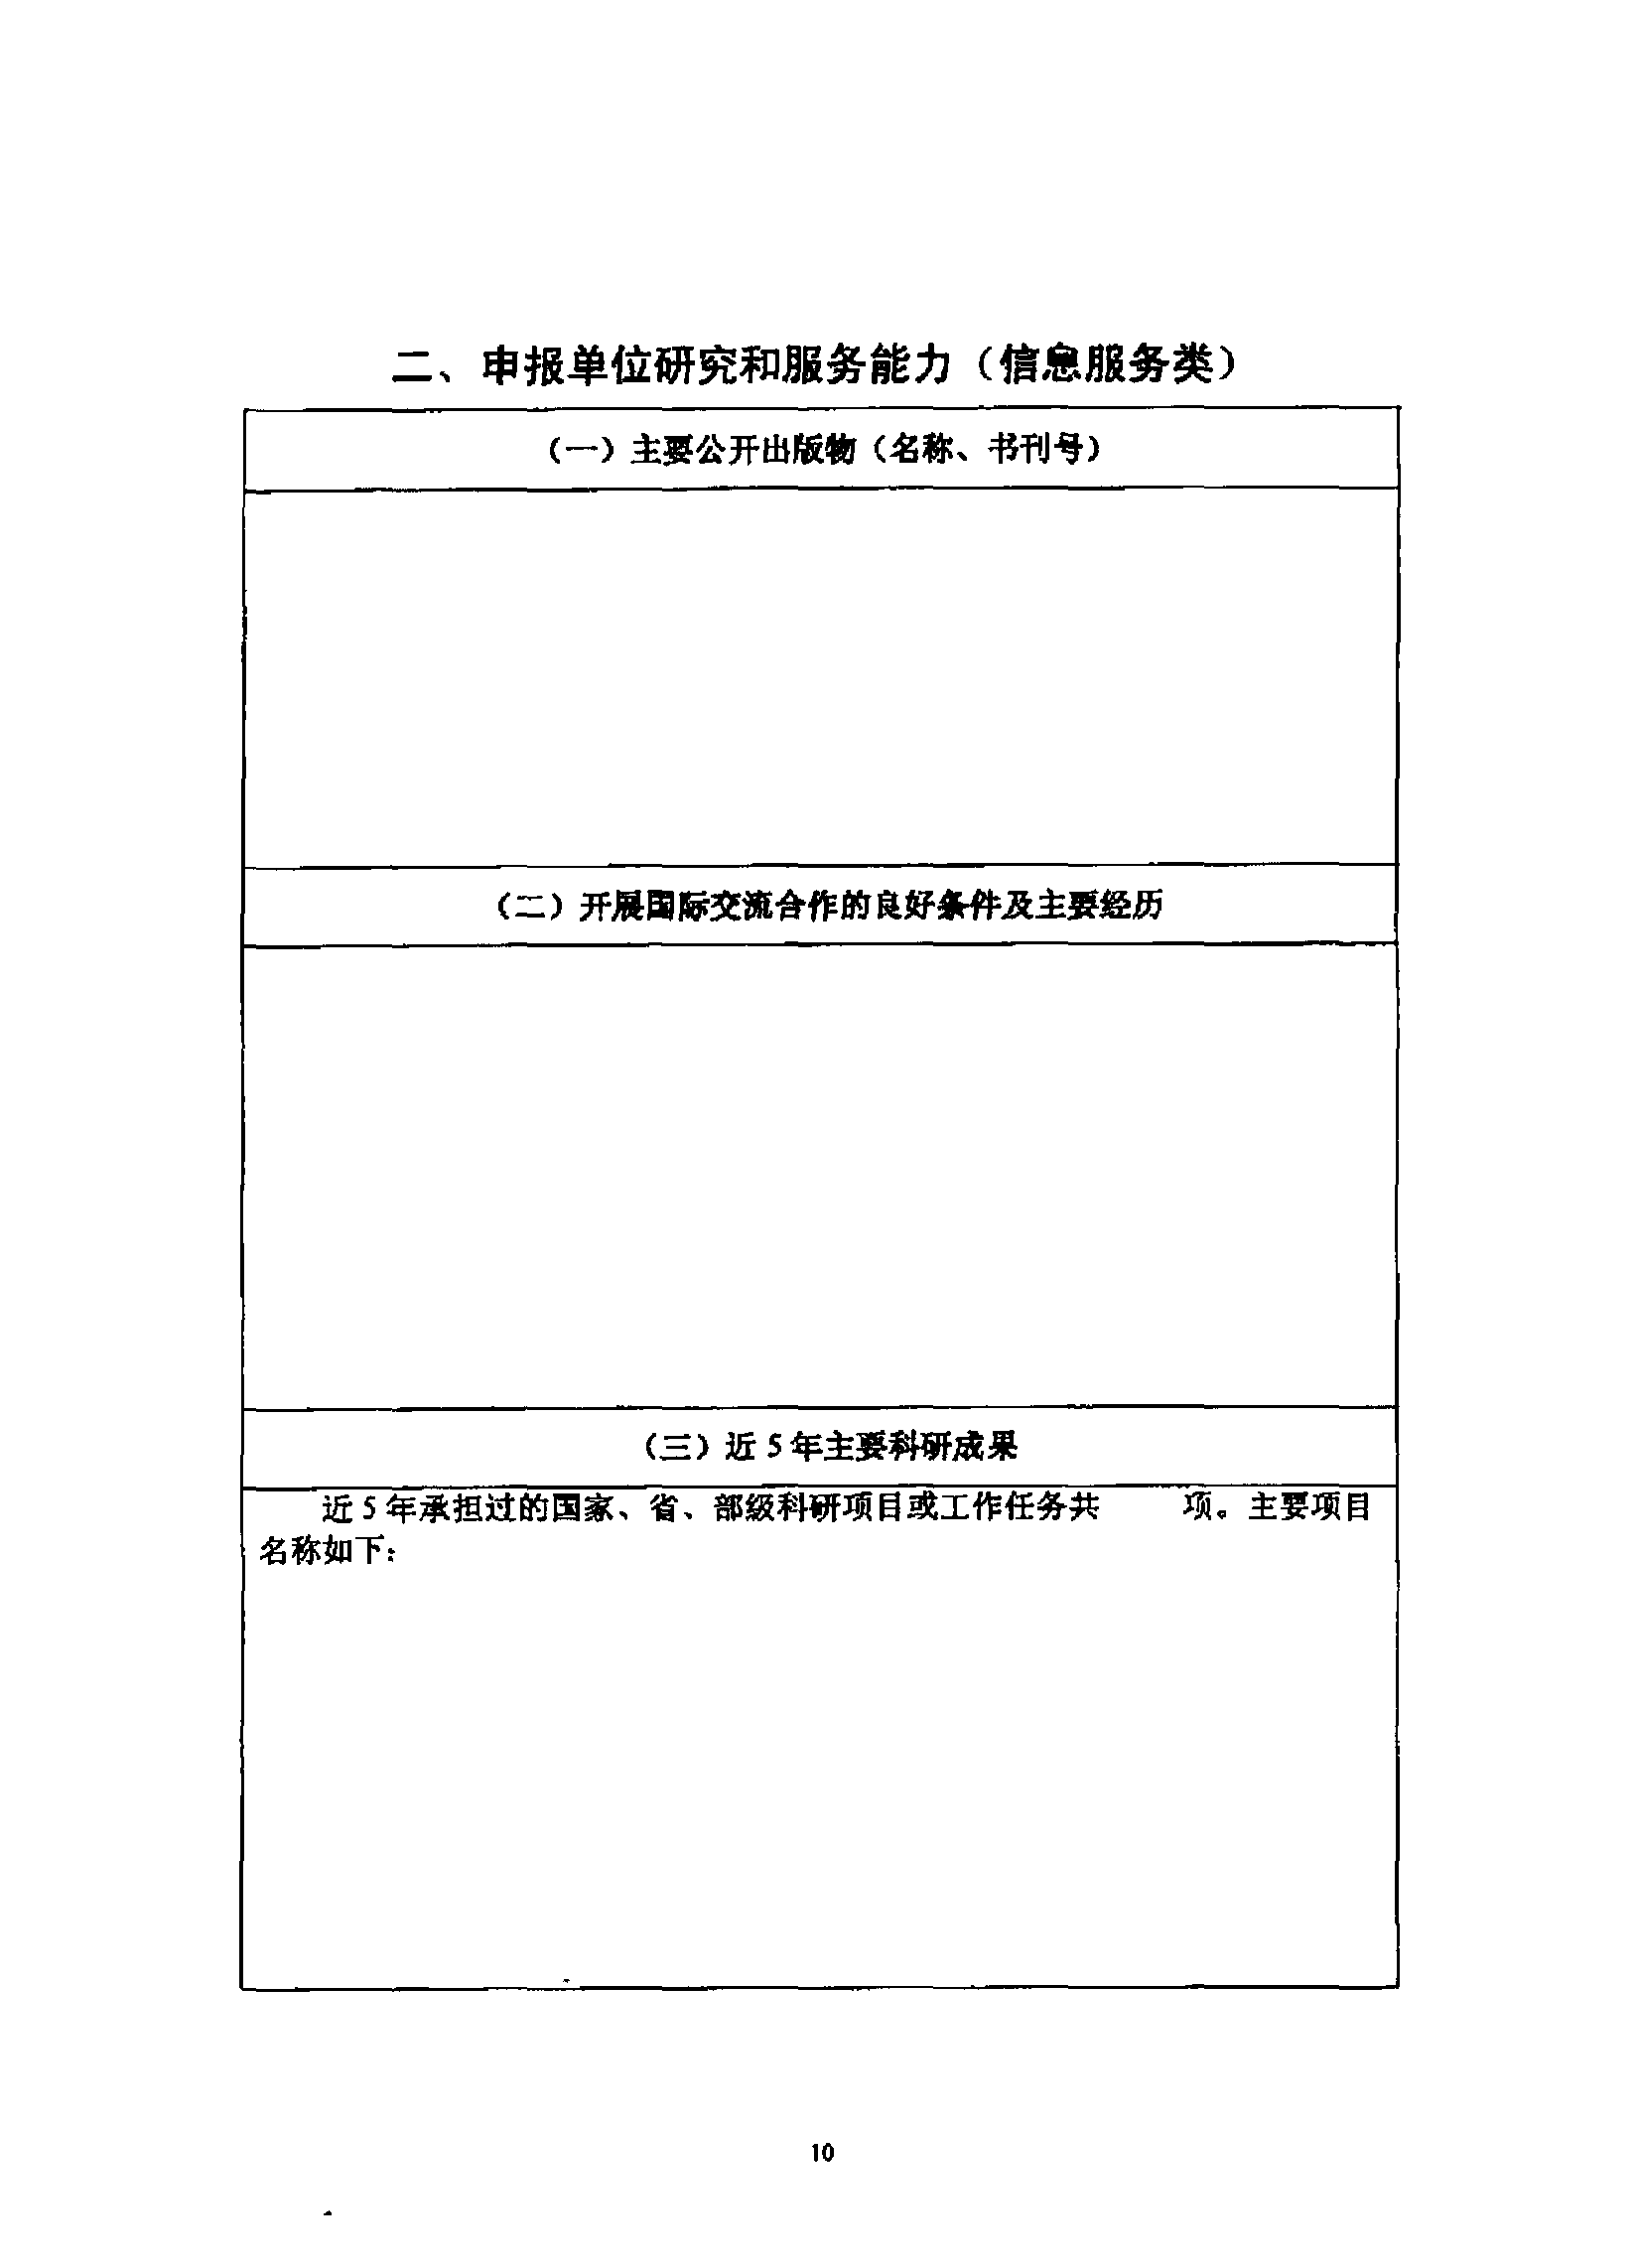 二、申报单位研究和服务能力（信息服务类）
（一）主要公开出版物（名称、书刊号）
（二）开展国际交流合作的良好条件及主要经历
（三）近 5 年主要科研成果
近 5 年承担过的国家、省、部级科研项目或工作任务共 项。主要项目
名称如下：
10